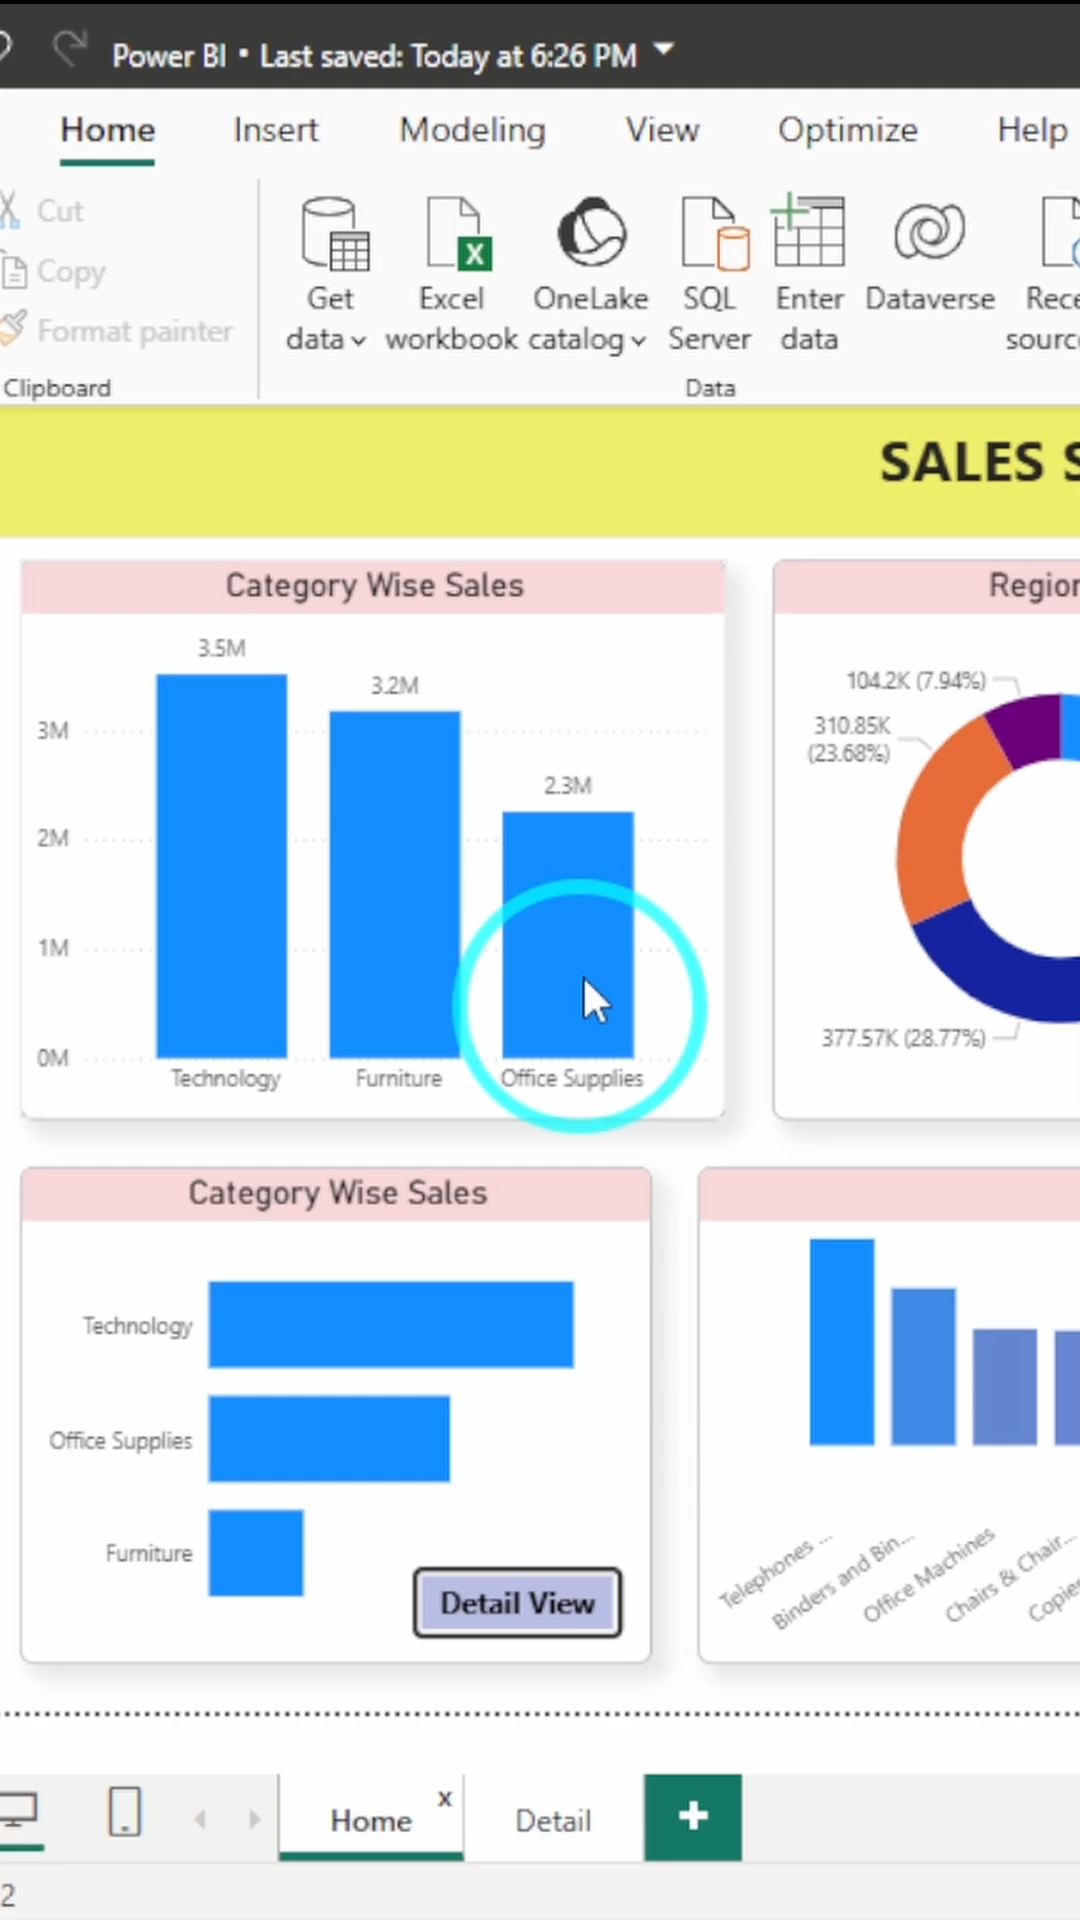 Power BI • Last saved: Today at 6:26 PM
Home Insert Modeling View Optimize Help
Cut
Copy
Format painter
Clipboard
Get data
Excel workbook
OneLake catalog
SQL Server
Enter data
Dataverse
Rece
sourc
Data
SALES S
Category Wise Sales
3.5M
3.2M
2.3M
3M
2M
1M
0M
Technology Furniture Office Supplies
Region
104.2K (7.94%)
310.85K
(23.68%)
377.57K (28.77%)
Category Wise Sales
Technology
Office Supplies
Furniture
Detail View
Telephones ...
Binders and Bin...
Office Machines
Chairs & Chair...
Copie
Home x
Detail
+
2